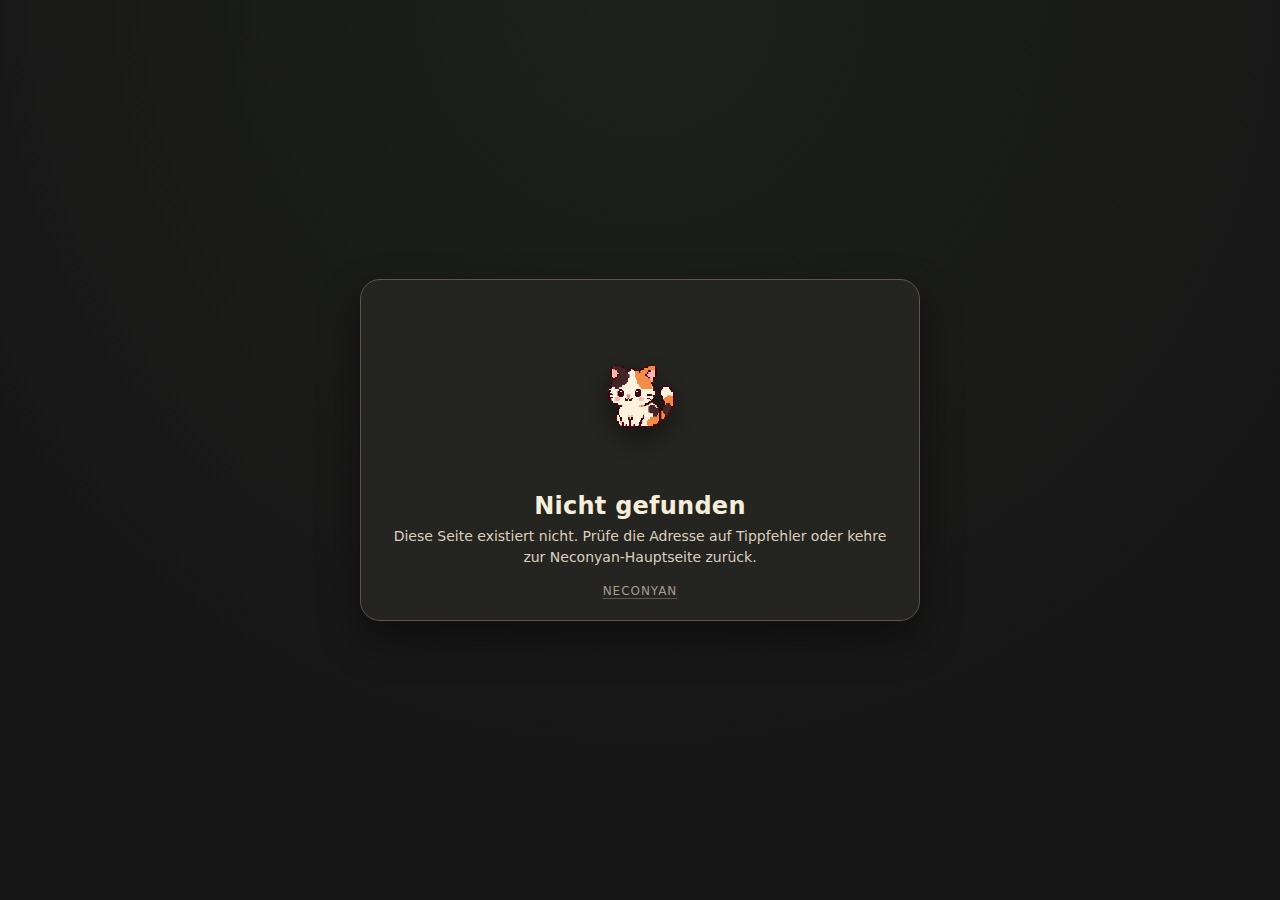 Nicht gefunden
Diese Seite existiert nicht. Prüfe die Adresse auf Tippfehler oder kehre
zur Neconyan-Hauptseite zurück.
NECONYAN